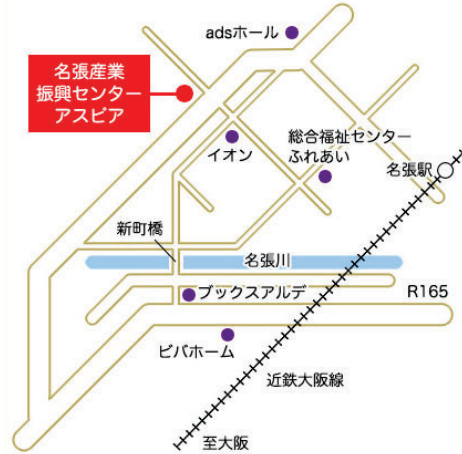 adsホール
名張産業
振興センター
アスピア
イオン
総合福祉センター
ふれあい
名張駅
新町橋
名張川
ブックスアルデ
R165
ビバホーム
近鉄大阪線
至大阪